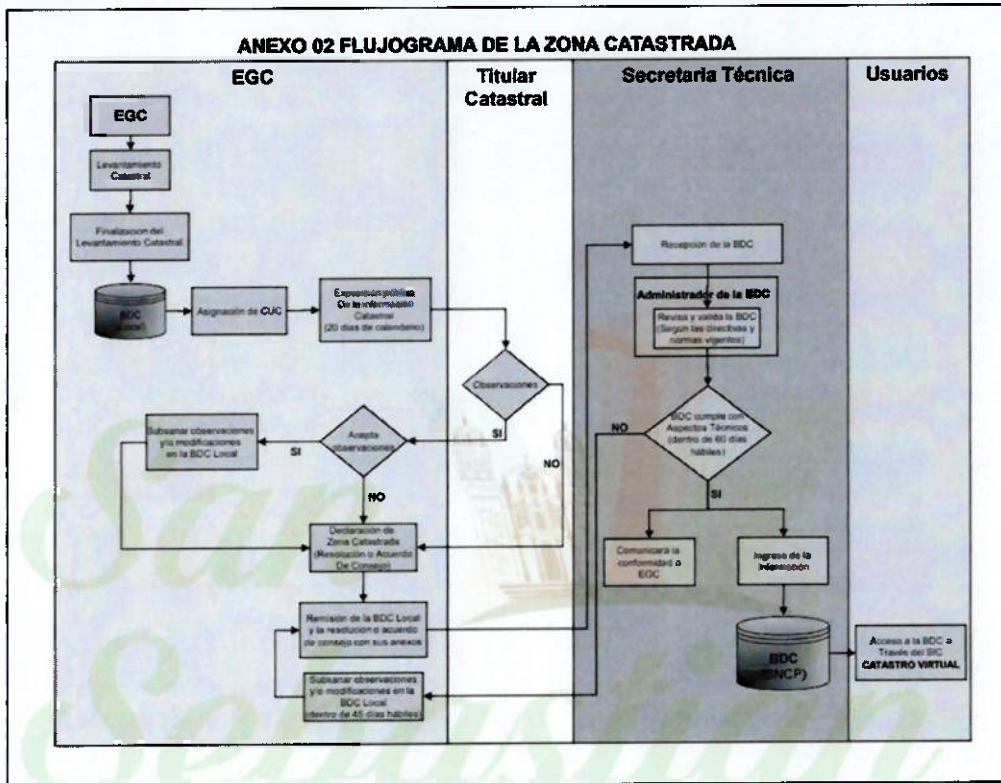 ANEXO 02 FLUJOGRAMA DE LA ZONA CATASTRADA
EGC
Titular
Catastral
Secretaria Técnica
Usuarios
EGC
Levantamiento
Catastral
Finalizacion del
Levantamiento Catastral
BDC
(Local)
Asignación de CUC
Exposición pública
De la información
Catastral
(20 días de calendario)
Observaciones
SI
NO
Acepta
observaciones
SI
NO
Subsanar observaciones
y/o modificaciones
en la BDC Local
Declaración de
Zona Catastrada
(Resolución o Acuerdo
De Consejo)
Remisión de la BDC Local
y la resolución o acuerdo
de consejo con sus anexos
Subsanar observaciones
y/o modificaciones en la
BDC Local
(dentro de 45 días hábiles)
Recepción de la BDC
Administrador de la BDC
Revisa y valida la BDC
(Según las directivas y
normas vigentes)
BDC cumple con
Aspectos Técnicos
(dentro de 60 días
hábiles)
NO
SI
Comunicara la
conformidad a
EGC
Ingreso de la
Información
BDC
(SNCP)
Acceso a la BDC a
Través del SIC
CATASTRO VIRTUAL
San
Sebastian